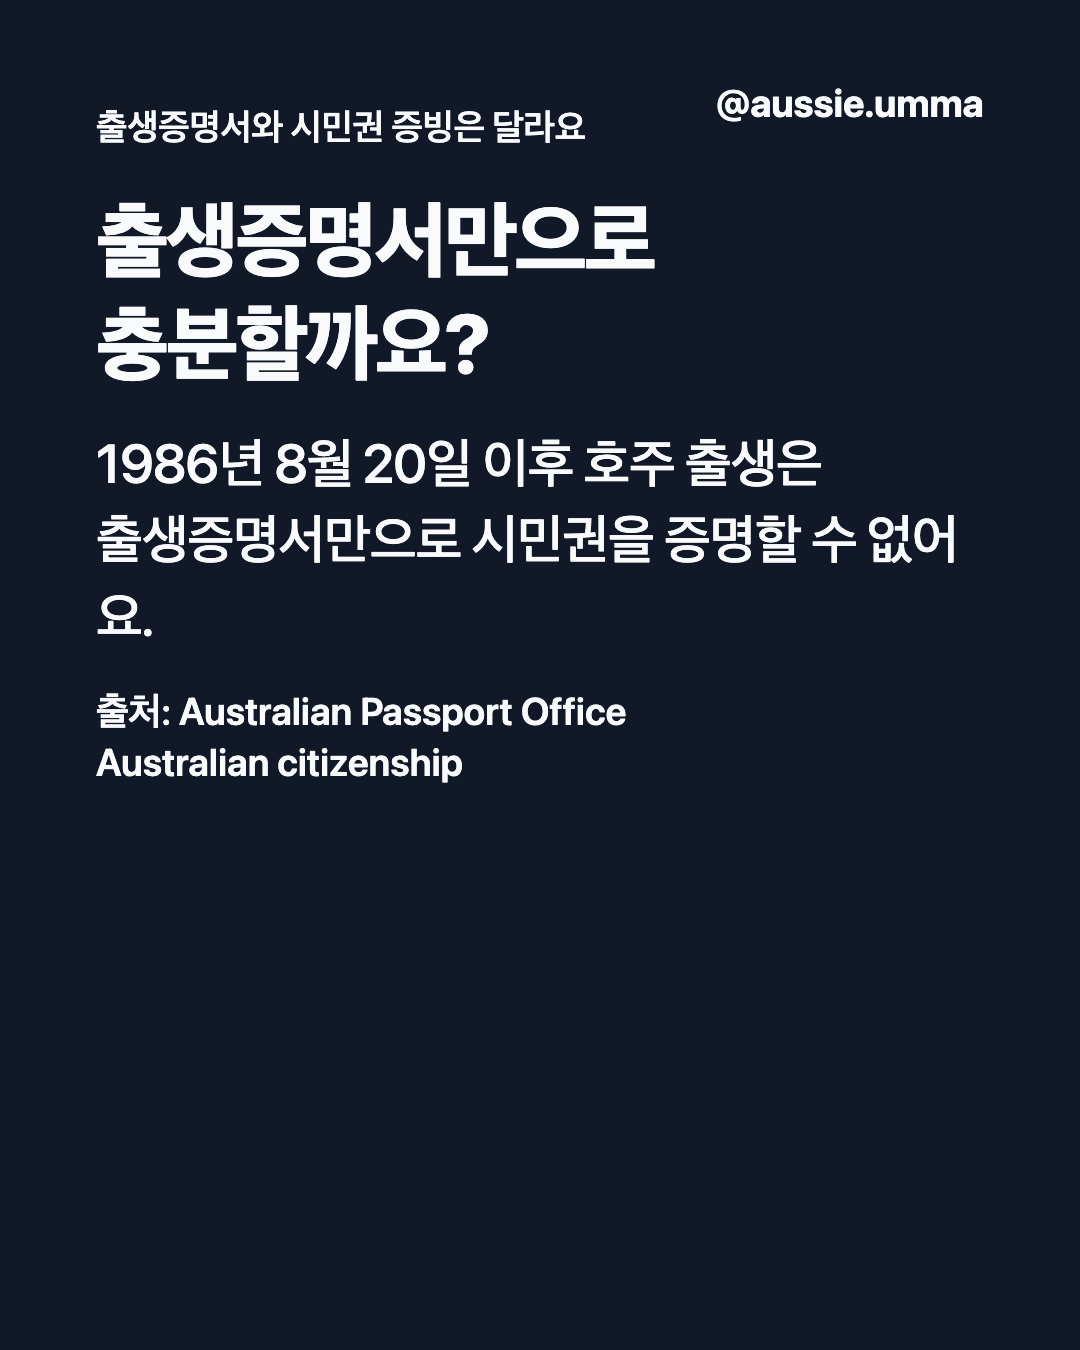 출생증명서와 시민권 증빙은 달라요
@aussie.umma
출생증명서만으로
충분할까요?
1986년 8월 20일 이후 호주 출생은
출생증명서만으로 시민권을 증명할 수 없어
요.
출처: Australian Passport Office
Australian citizenship